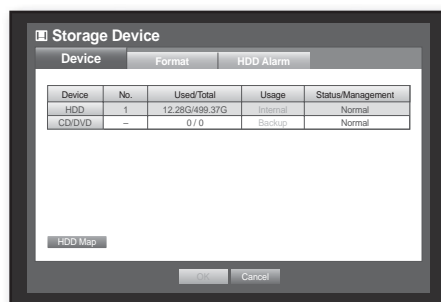 Storage Device
Device Format HDD Alarm
Device No. Used/Total Usage Status/Management
HDD 1 12.28G/499.37G Internal Normal
CD/DVD – 0 / 0 Backup Normal
HDD Map
OK Cancel